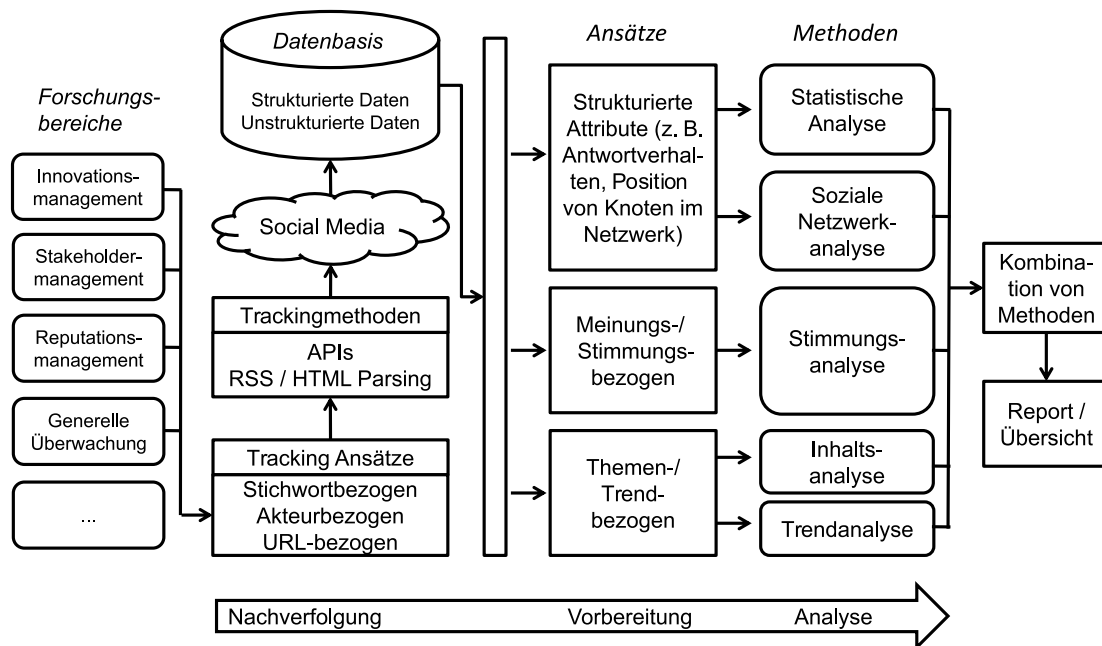 Forschungs-
bereiche
Innovations-
management
Stakeholder-
management
Reputations-
management
Generelle
Überwachung
...
Datenbasis
Strukturierte Daten
Unstrukturierte Daten
Social Media
Trackingmethoden
APIs
RSS / HTML Parsing
Tracking Ansätze
Stichwortbezogen
Akteurbezogen
URL-bezogen
Ansätze
Strukturierte
Attribute (z. B.
Antwortverhal-
ten, Position
von Knoten im
Netzwerk)
Meinungs-/
Stimmungs-
bezogen
Themen-/
Trend-
bezogen
Methoden
Statistische
Analyse
Soziale
Netzwerk-
analyse
Stimmungs-
analyse
Inhalts-
analyse
Trendanalyse
Kombina-
tion von
Methoden
Report /
Übersicht
Nachverfolgung
Vorbereitung
Analyse